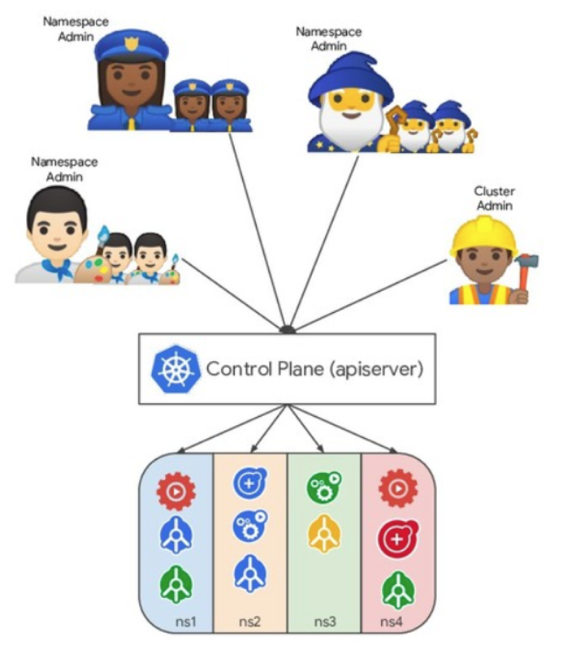 Namespace
Admin
Namespace
Admin
Namespace
Admin
Cluster
Admin
Control Plane (apiserver)
ns1
ns2
ns3
ns4